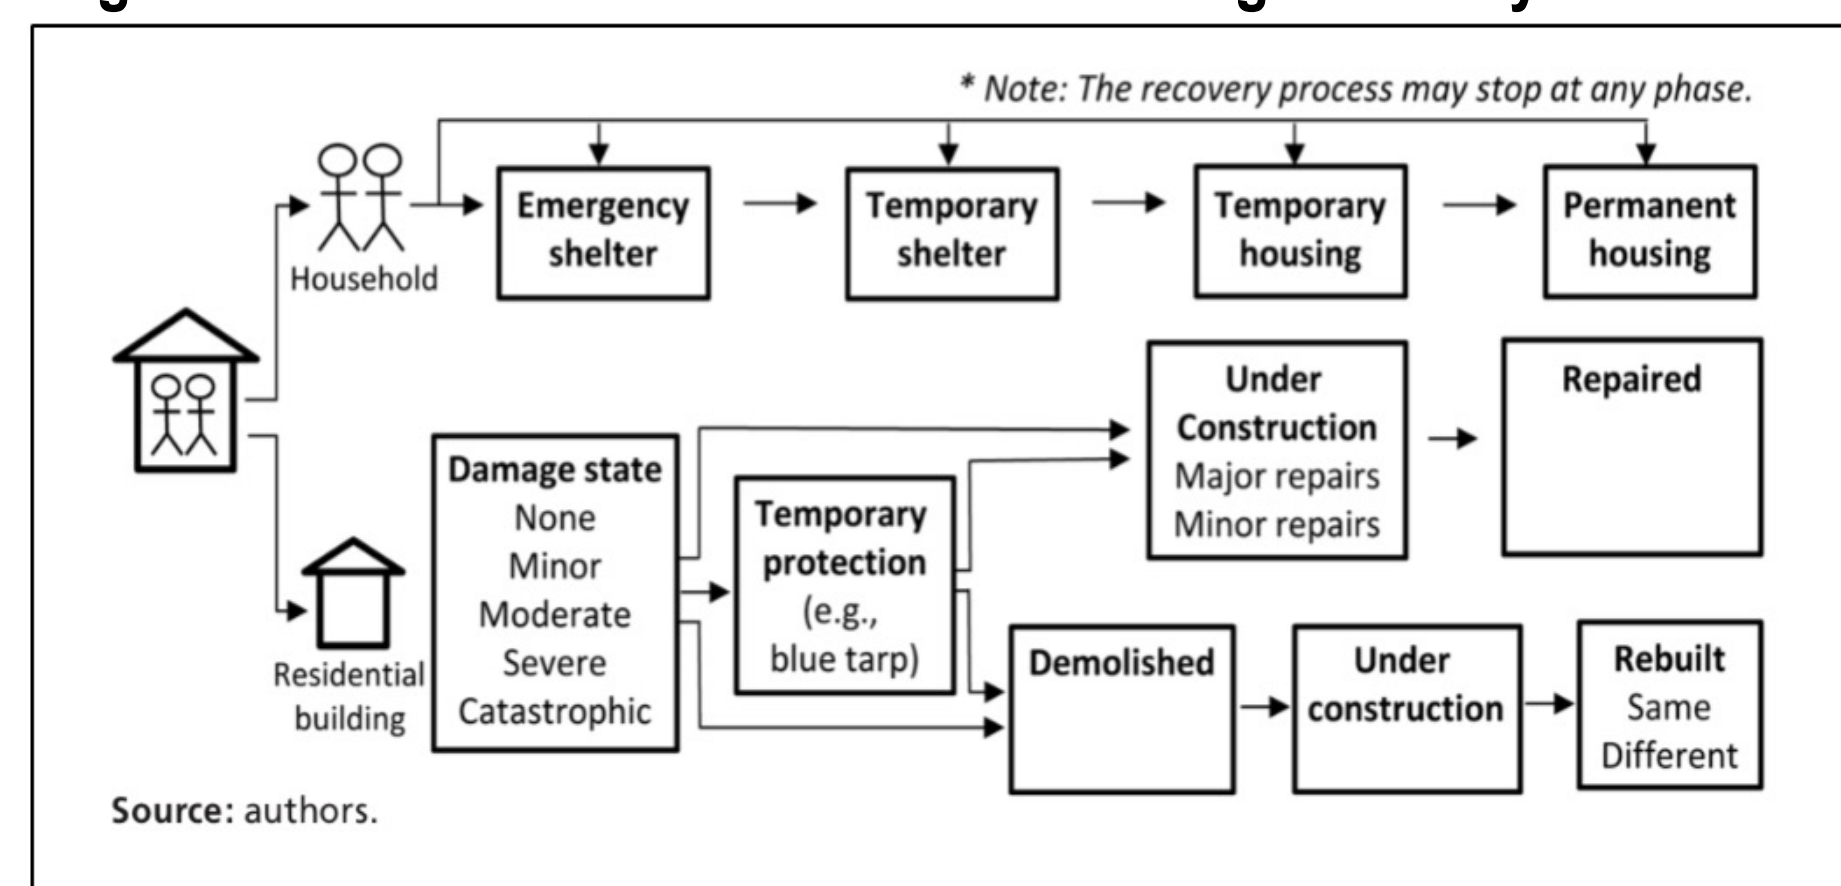 * Note: The recovery process may stop at any phase.
Household
Emergency
shelter
Temporary
shelter
Temporary
housing
Permanent
housing
Residential
building
Damage state
None
Minor
Moderate
Severe
Catastrophic
Temporary
protection
(e.g.,
blue tarp)
Under
Construction
Major repairs
Minor repairs
Repaired
Demolished
Under
construction
Rebuilt
Same
Different
Source: authors.